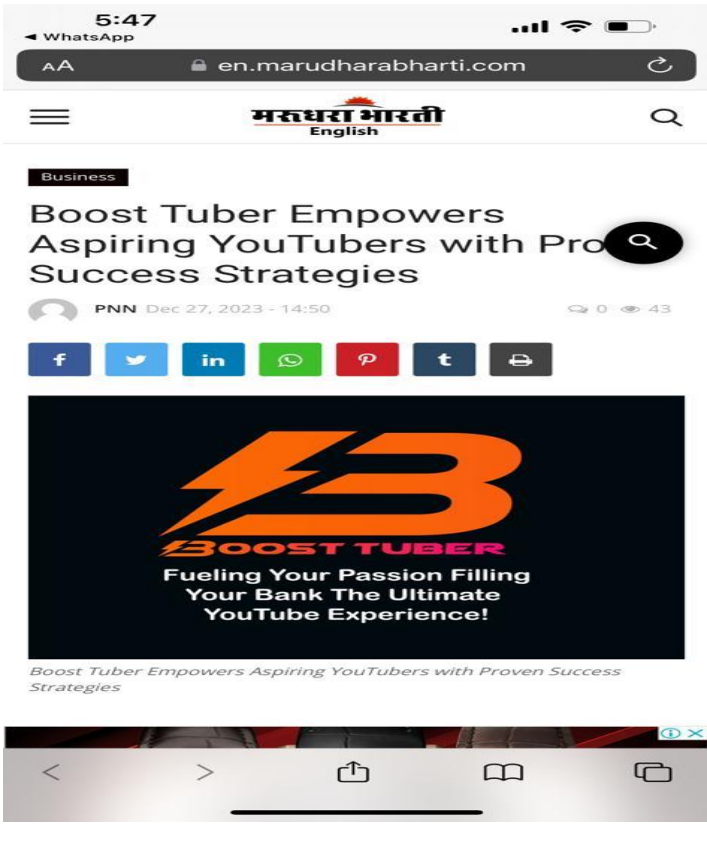 5:47
◄ WhatsApp
AA en.marudharabharti.com
मरुधरा भारती
English
Business
Boost Tuber Empowers
Aspiring YouTubers with Pro
Success Strategies
PNN Dec 27, 2023 - 14:50 0 43
f in t
B
BOOST TUBER
Fueling Your Passion Filling
Your Bank The Ultimate
YouTube Experience!
Boost Tuber Empowers Aspiring YouTubers with Proven Success
Strategies